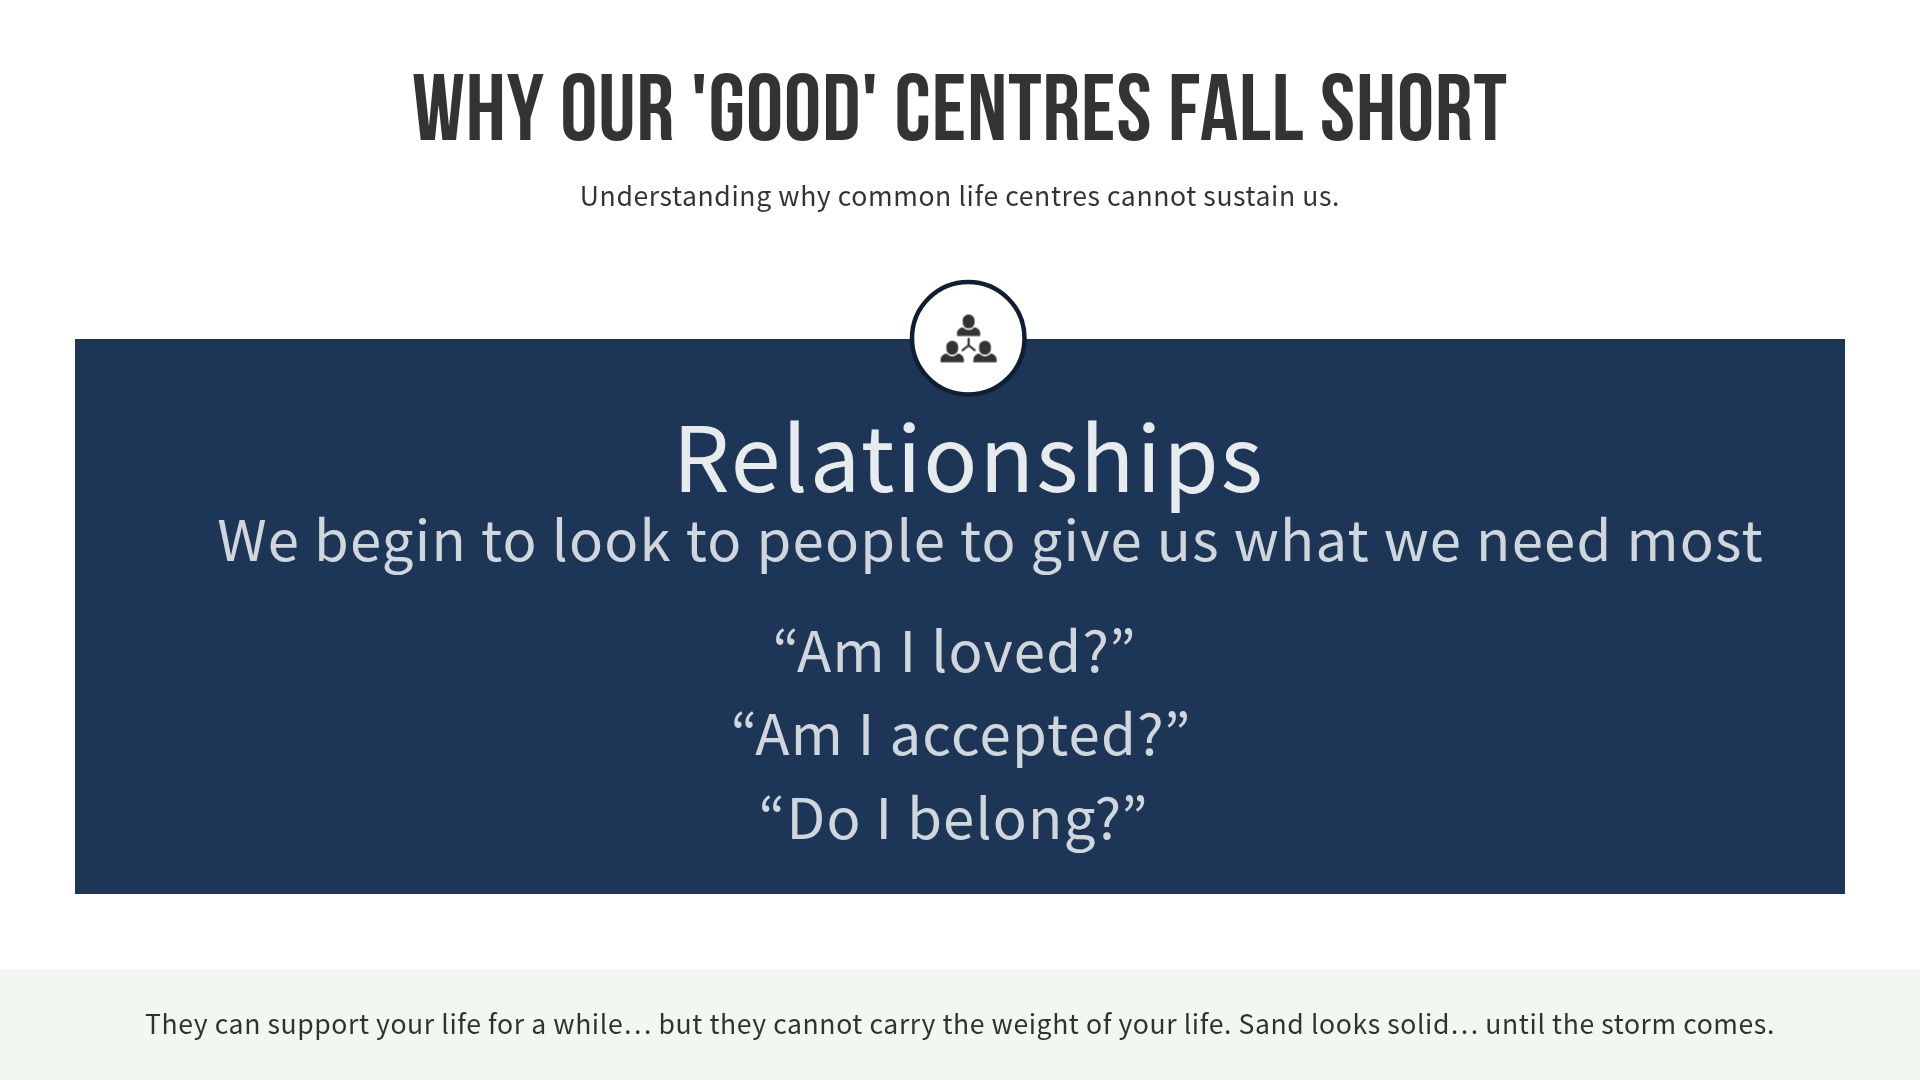 WHY OUR 'GOOD' CENTRES FALL SHORT
Understanding why common life centres cannot sustain us.
Relationships
We begin to look to people to give us what we need most
“Am I loved?”
“Am I accepted?”
“Do I belong?”
They can support your life for a while… but they cannot carry the weight of your life. Sand looks solid… until the storm comes.